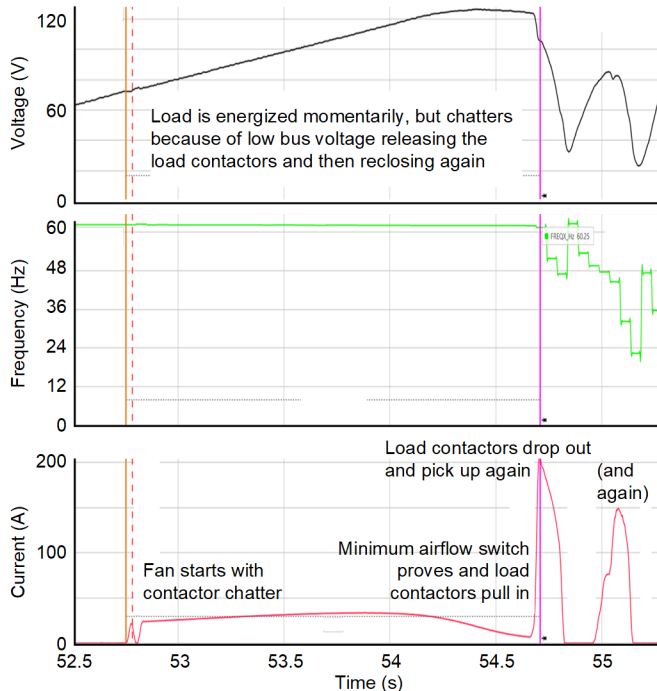 120
60
0
Voltage (V)
Load is energized momentarily, but chatters
because of low bus voltage releasing the
load contactors and then reclosing again
60
48
36
24
12
0
Frequency (Hz)
FREQX_Hz 60.25
200
100
0
Current (A)
Load contactors drop out
and pick up again
(and
again)
Fan starts with
contactor chatter
Minimum airflow switch
proves and load
contactors pull in
52.5
53
53.5
54
54.5
55
Time (s)